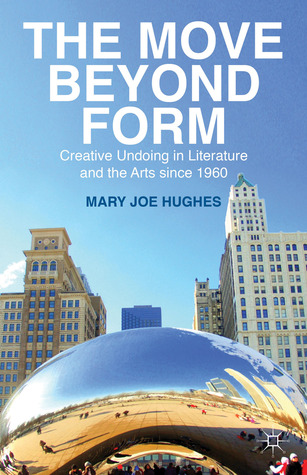 THE MOVE
BEYOND
FORM
Creative Undoing in Literature
and the Arts since 1960
MARY JOE HUGHES